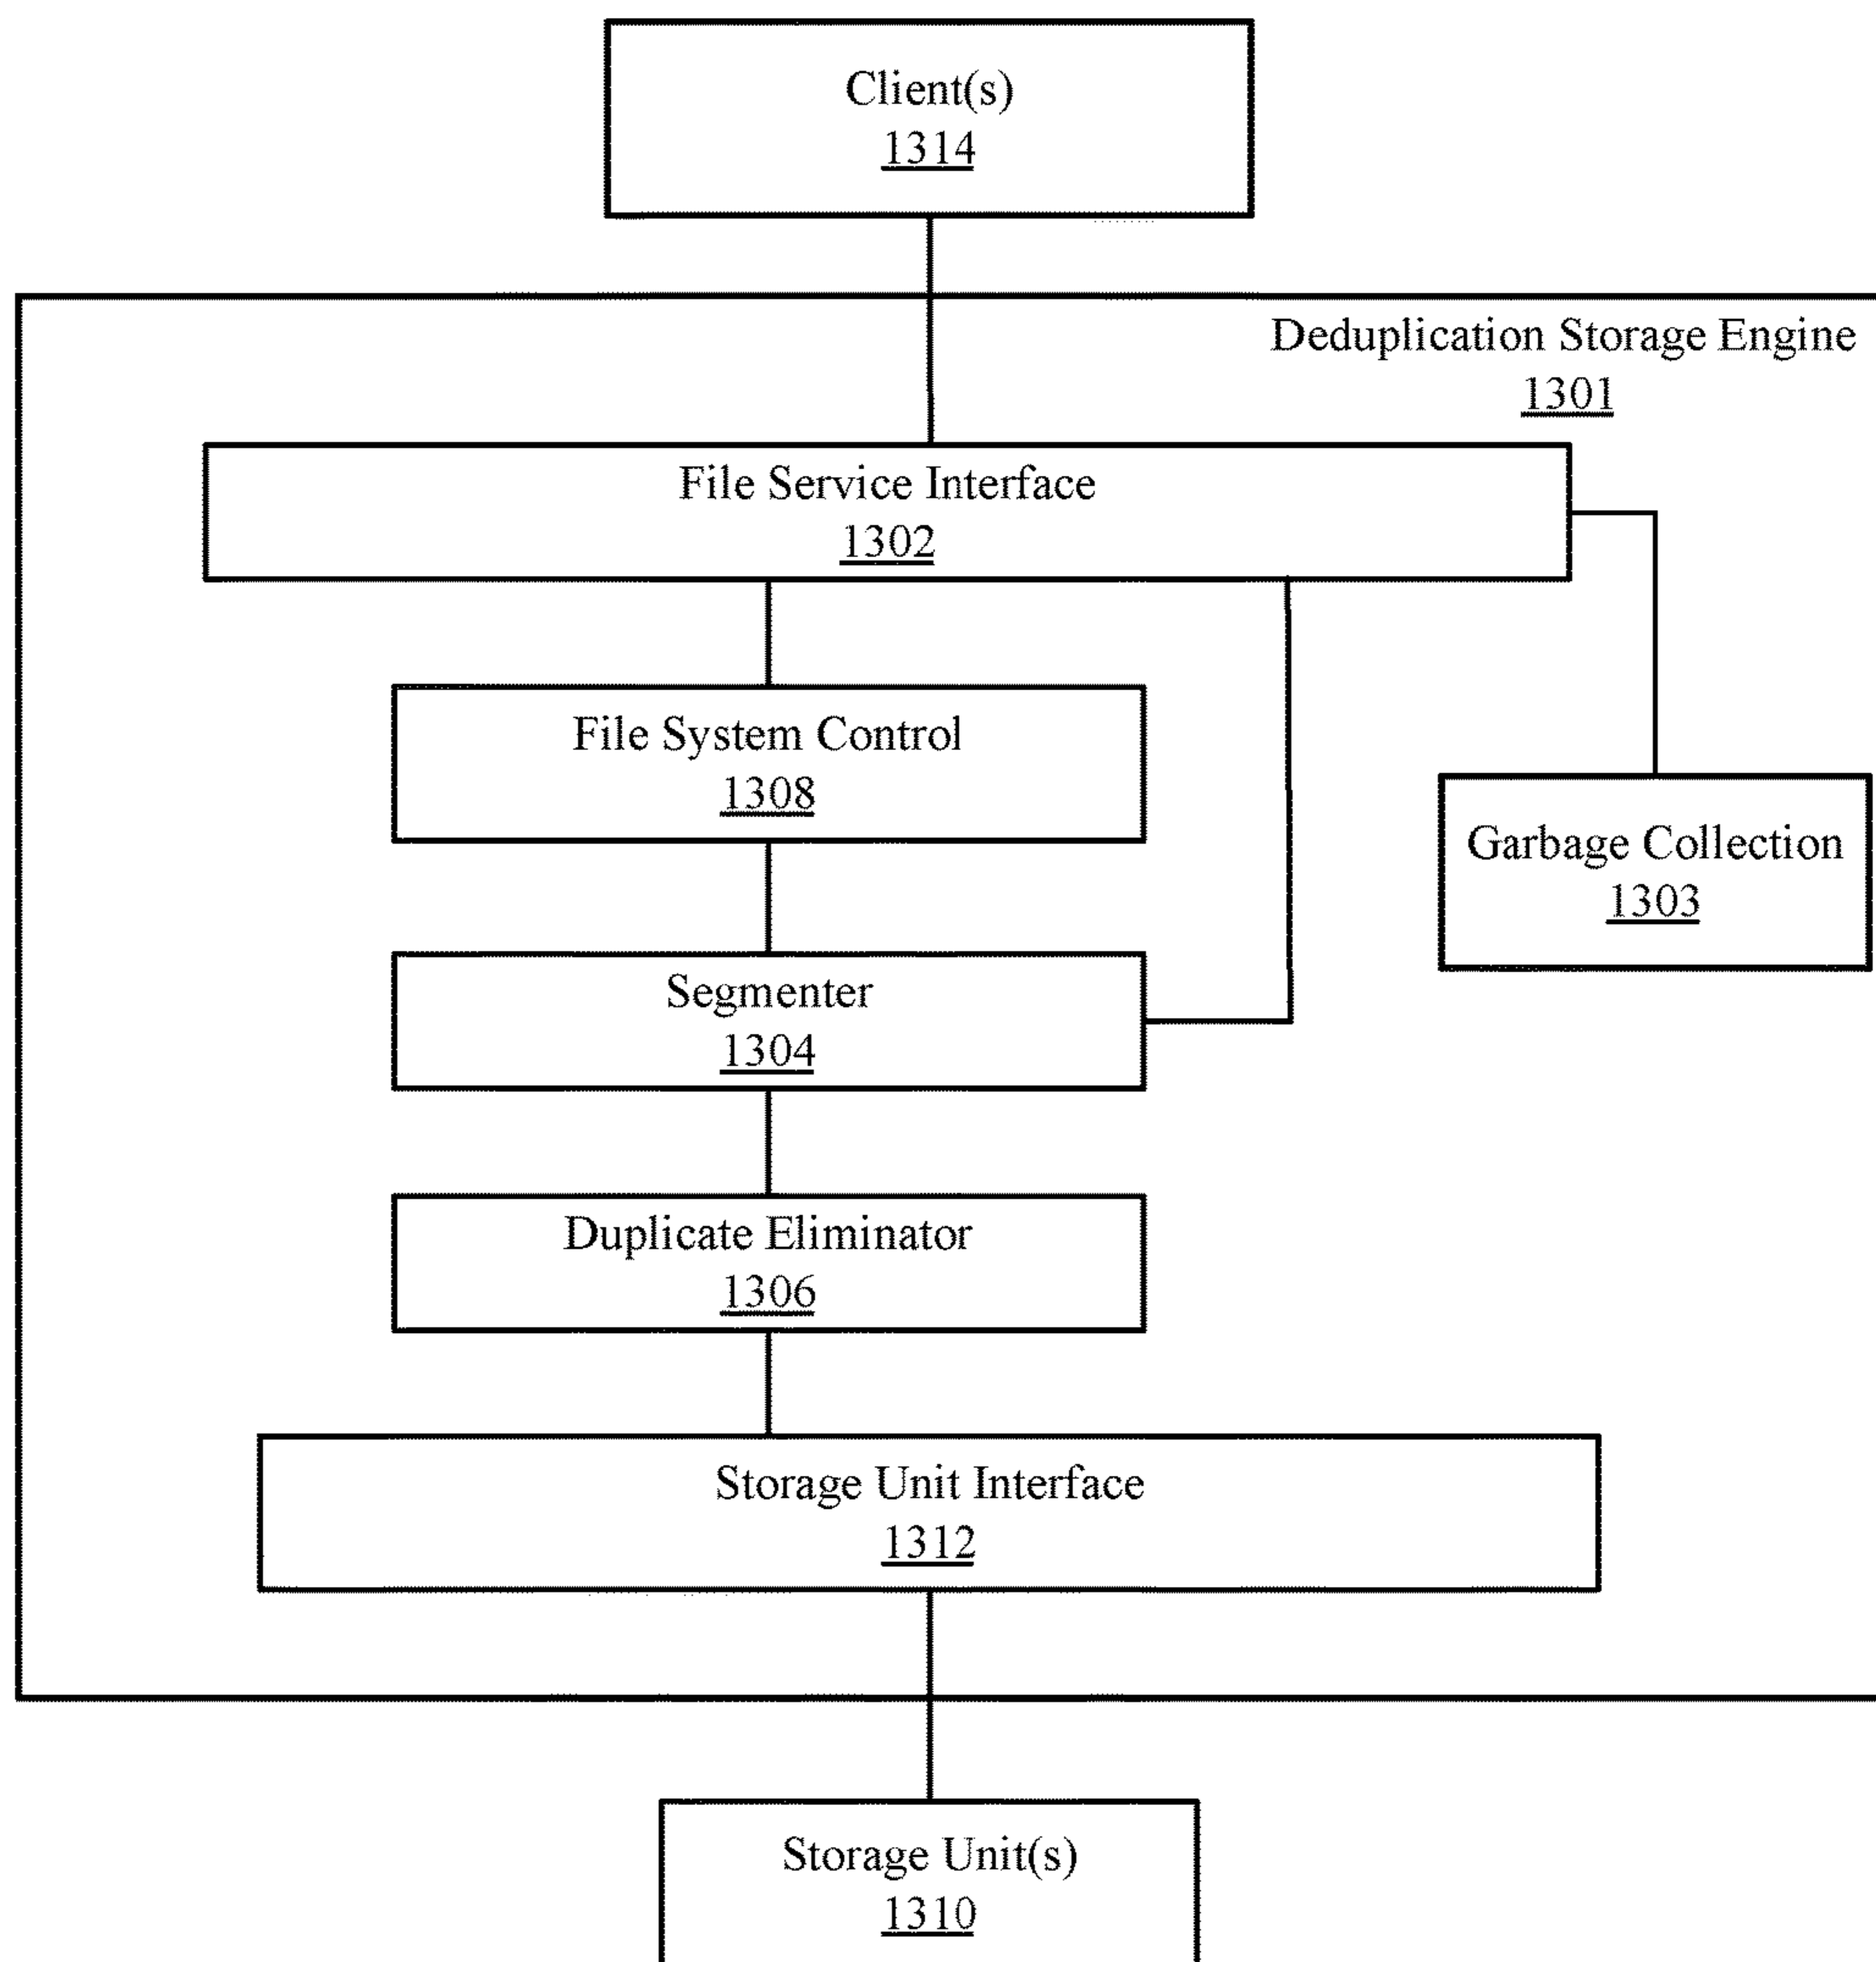 Client(s)
1314
Deduplication Storage Engine
1301
File Service Interface
1302
File System Control
1308
Garbage Collection
1303
Segmenter
1304
Duplicate Eliminator
1306
Storage Unit Interface
1312
Storage Unit(s)
1310